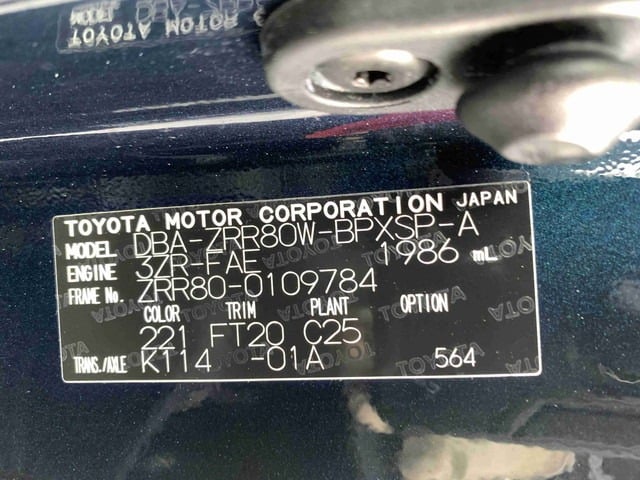 TOYOTA MOTOR CORPORATION JAPAN
MODEL DBA-ZRR80W-BPXSP-A
ENGINE 3ZR-FAE 1986 mL
FRAME No. ZRR80-0109784
COLOR TRIM PLANT OPTION
221 FT20 C25
TRANS./AXLE K114 -01A 564